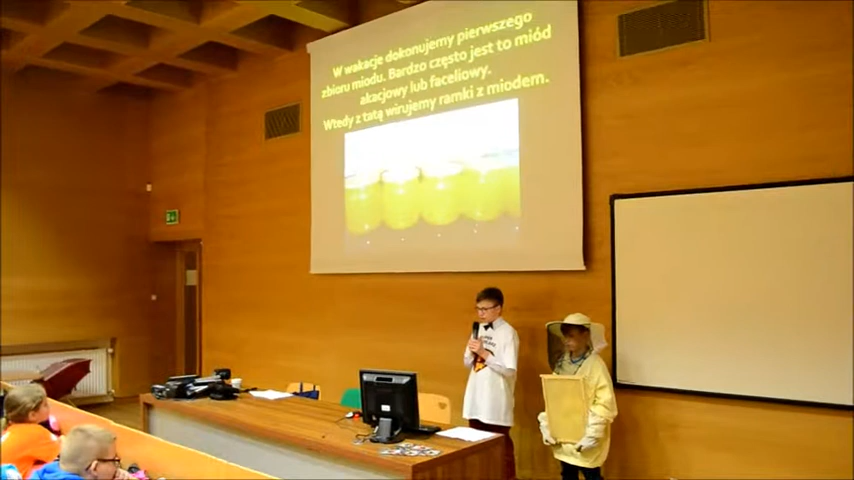 W wakacje dokonujemy pierwszego
zbioru miodu. Bardzo często jest to miód
akacjowy lub faceliowy.
Wtedy z tatą wirujemy ramki z miodem.